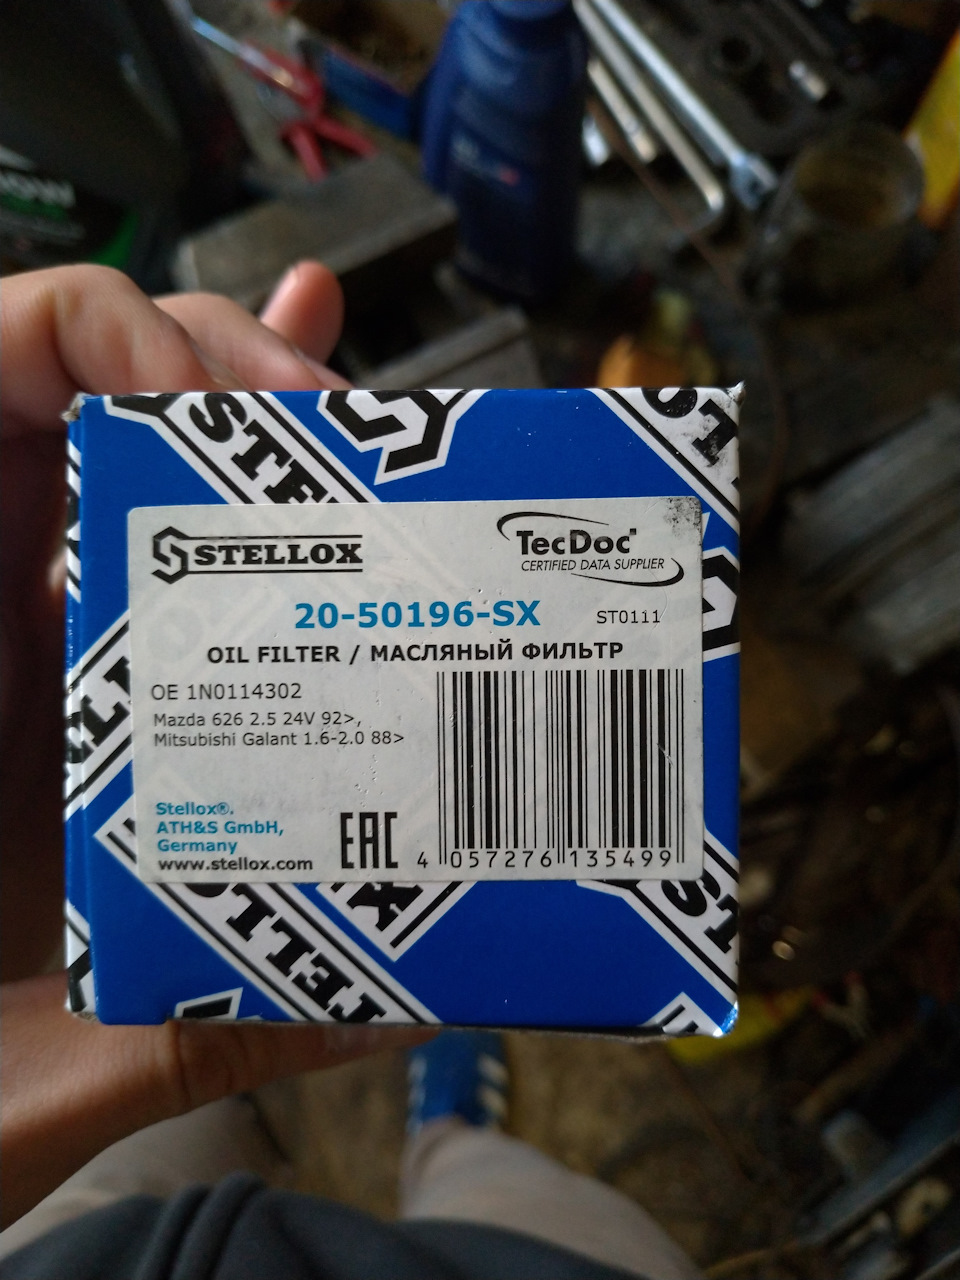 STELLOX
TecDoc
CERTIFIED DATA SUPPLIER
20-50196-SX
ST0111
OIL FILTER / МАСЛЯНЫЙ ФИЛЬТР
OE 1N0114302
Mazda 626 2.5 24V 92>,
Mitsubishi Galant 1.6-2.0 88>
Stellox®.
ATH&S GmbH,
Germany
www.stellox.com
EAC
4 057276 135499